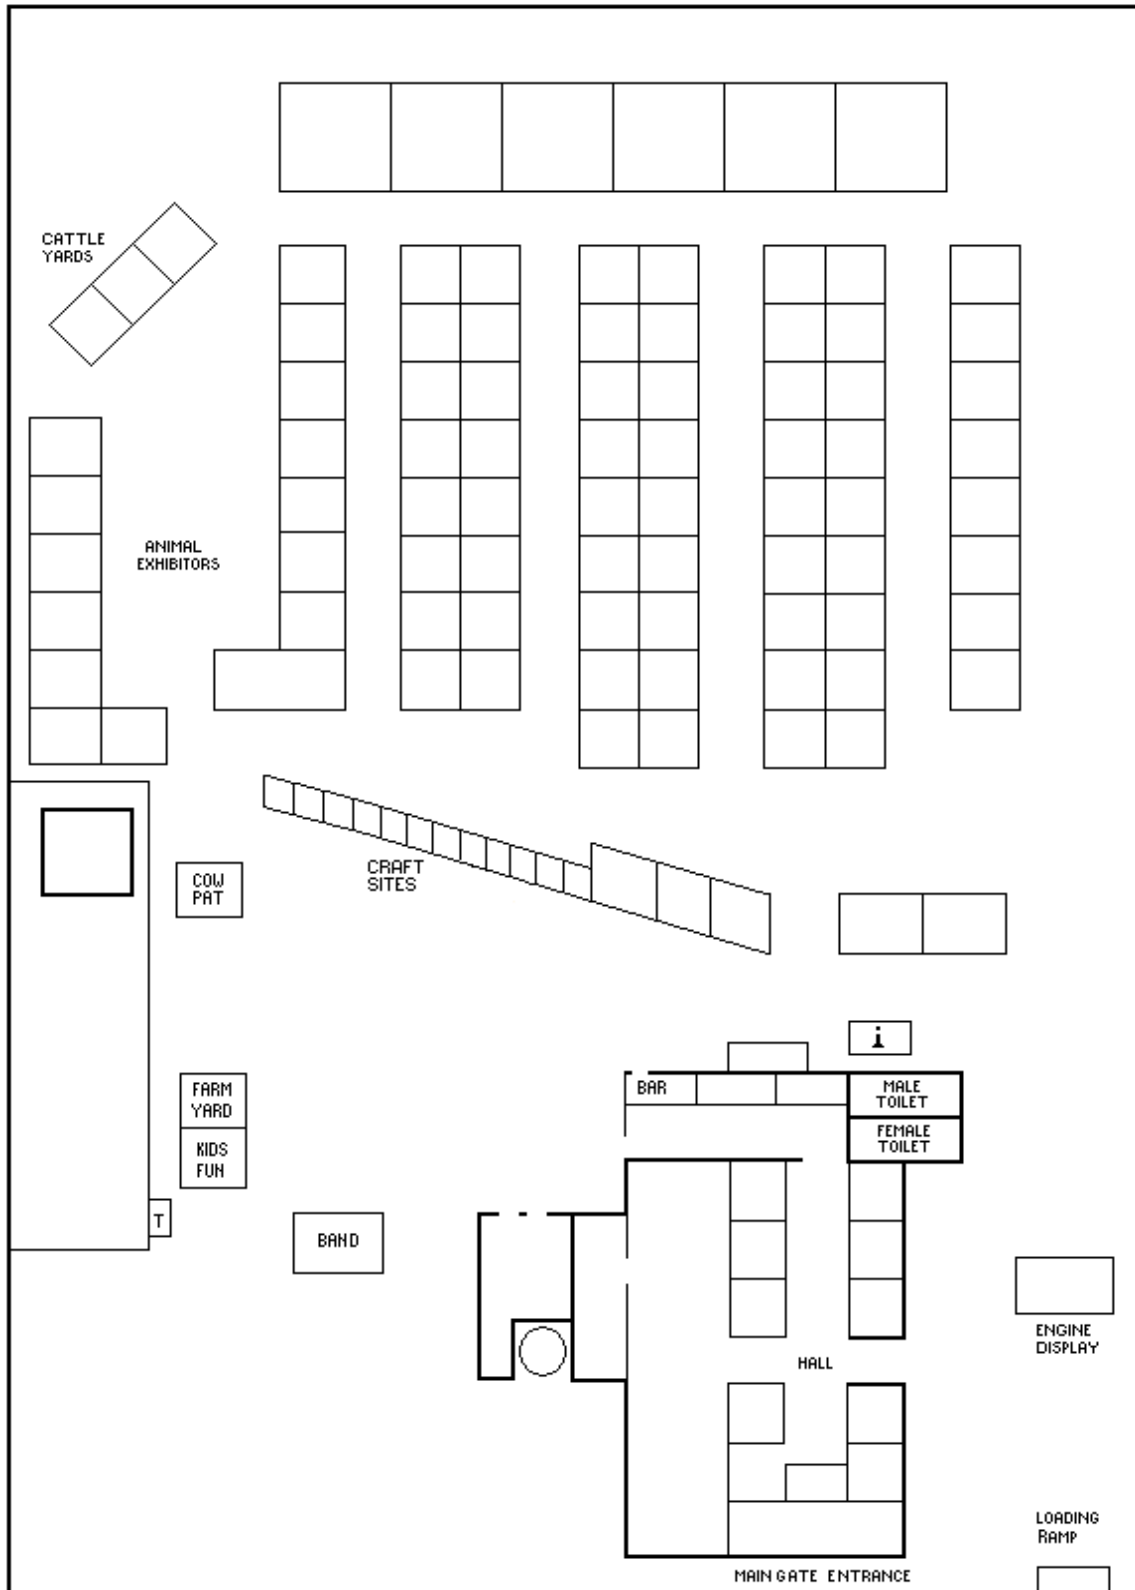 CATTLE
YARDS
ANIMAL
EXHIBITORS
COW
PAT
CRAFT
SITES
i
FARM
YARD
KIDS
FUN
BAR
MALE
TOILET
FEMALE
TOILET
T
BAND
ENGINE
DISPLAY
HALL
LOADING
RAMP
MAIN GATE ENTRANCE